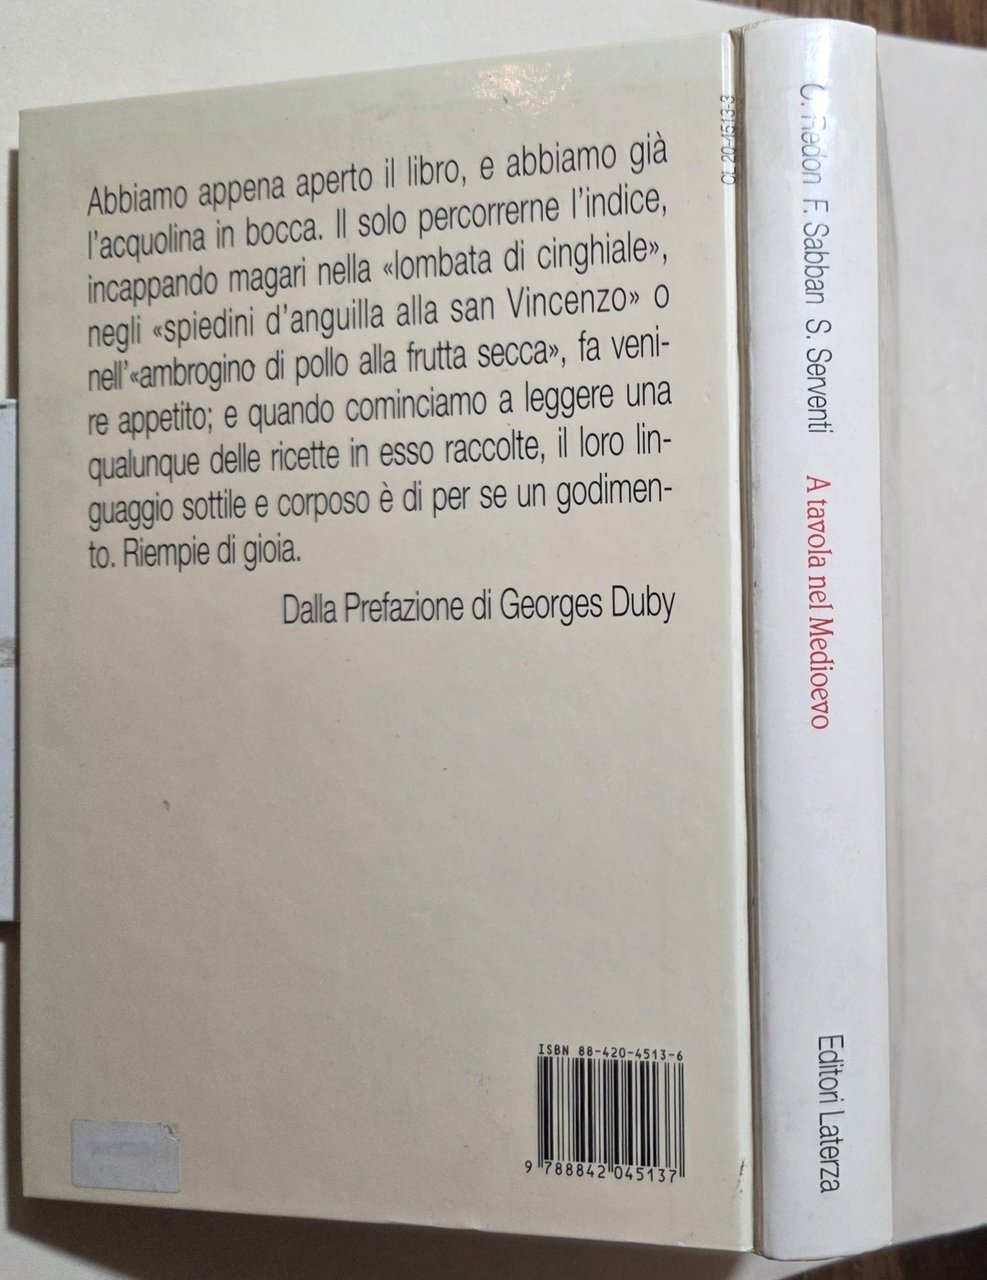 Abbiamo appena aperto il libro, e abbiamo già
l'acquolina in bocca. Il solo percorrerne l'indice,
incappando magari nella «lombata di cinghiale»,
negli «spiedini d'anguilla alla san Vincenzo» o
nell'«ambrogino di pollo alla frutta secca», fa veni-
re appetito; e quando cominciamo a leggere una
qualunque delle ricette in esso raccolte, il loro lin-
guaggio sottile e corposo è di per se un godimen-
to. Riempie di gioia.
Dalla Prefazione di Georges Duby
ISBN 88-420-4513-6
9 788842 045137
CL 20-4513-3
O. Redon F. Sabban S. Serventi A tavola nel Medioevo Editori Laterza